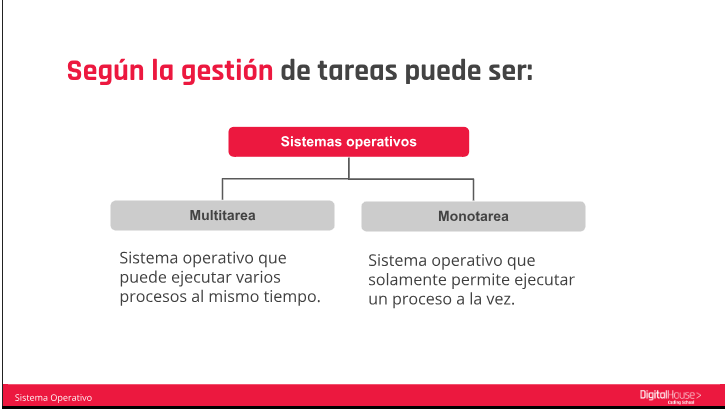 Según la gestión de tareas puede ser:
Sistemas operativos
Multitarea
Monotarea
Sistema operativo que
puede ejecutar varios
procesos al mismo tiempo.
Sistema operativo que
solamente permite ejecutar
un proceso a la vez.
Sistema Operativo
DigitalHouse>
Coding School